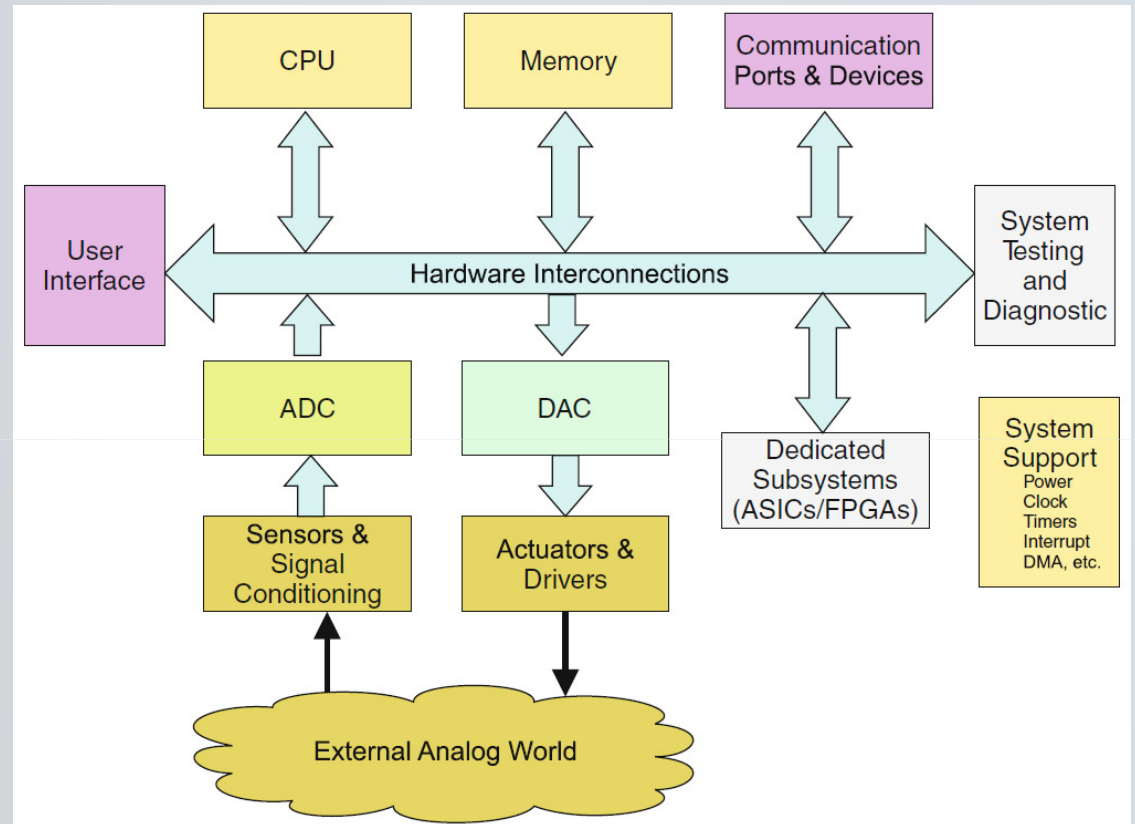 CPU
Memory
Communication
Ports & Devices
User
Interface
Hardware Interconnections
System
Testing
and
Diagnostic
ADC
DAC
Dedicated
Subsystems
(ASICs/FPGAs)
System
Support
Power
Clock
Timers
Interrupt
DMA, etc.
Sensors &
Signal
Conditioning
Actuators &
Drivers
External Analog World